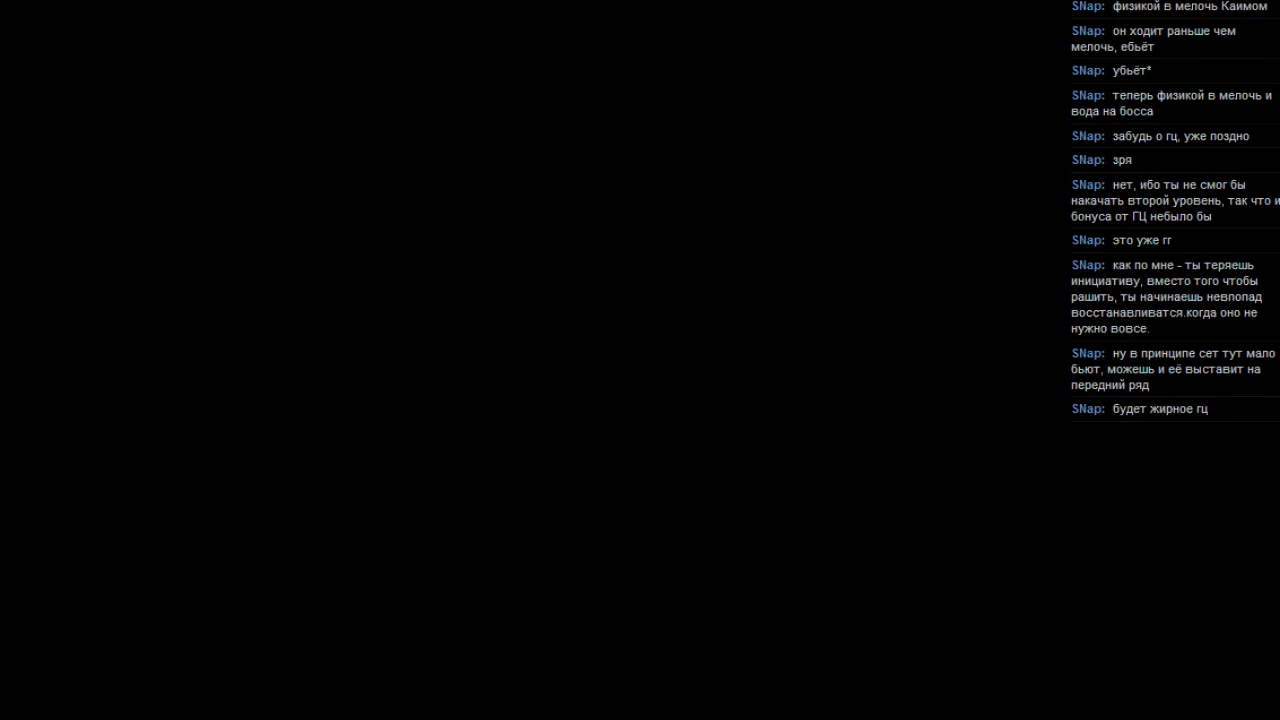 SNap: физикой в мелочь Каимом
SNap: он ходит раньше чем
мелочь, ебьёт
SNap: убьёт*
SNap: теперь физикой в мелочь и
вода на босса
SNap: забудь о гц, уже поздно
SNap: зря
SNap: нет, ибо ты не смог бы
накачать второй уровень, так что и
бонуса от ГЦ небыло бы
SNap: это уже гг
SNap: как по мне - ты теряешь
инициативу, вместо того чтобы
рашить, ты начинаешь невпопад
восстанавливатся.когда оно не
нужно вовсе.
SNap: ну в принципе сет тут мало
бьют, можешь и её выставит на
передний ряд
SNap: будет жирное гц